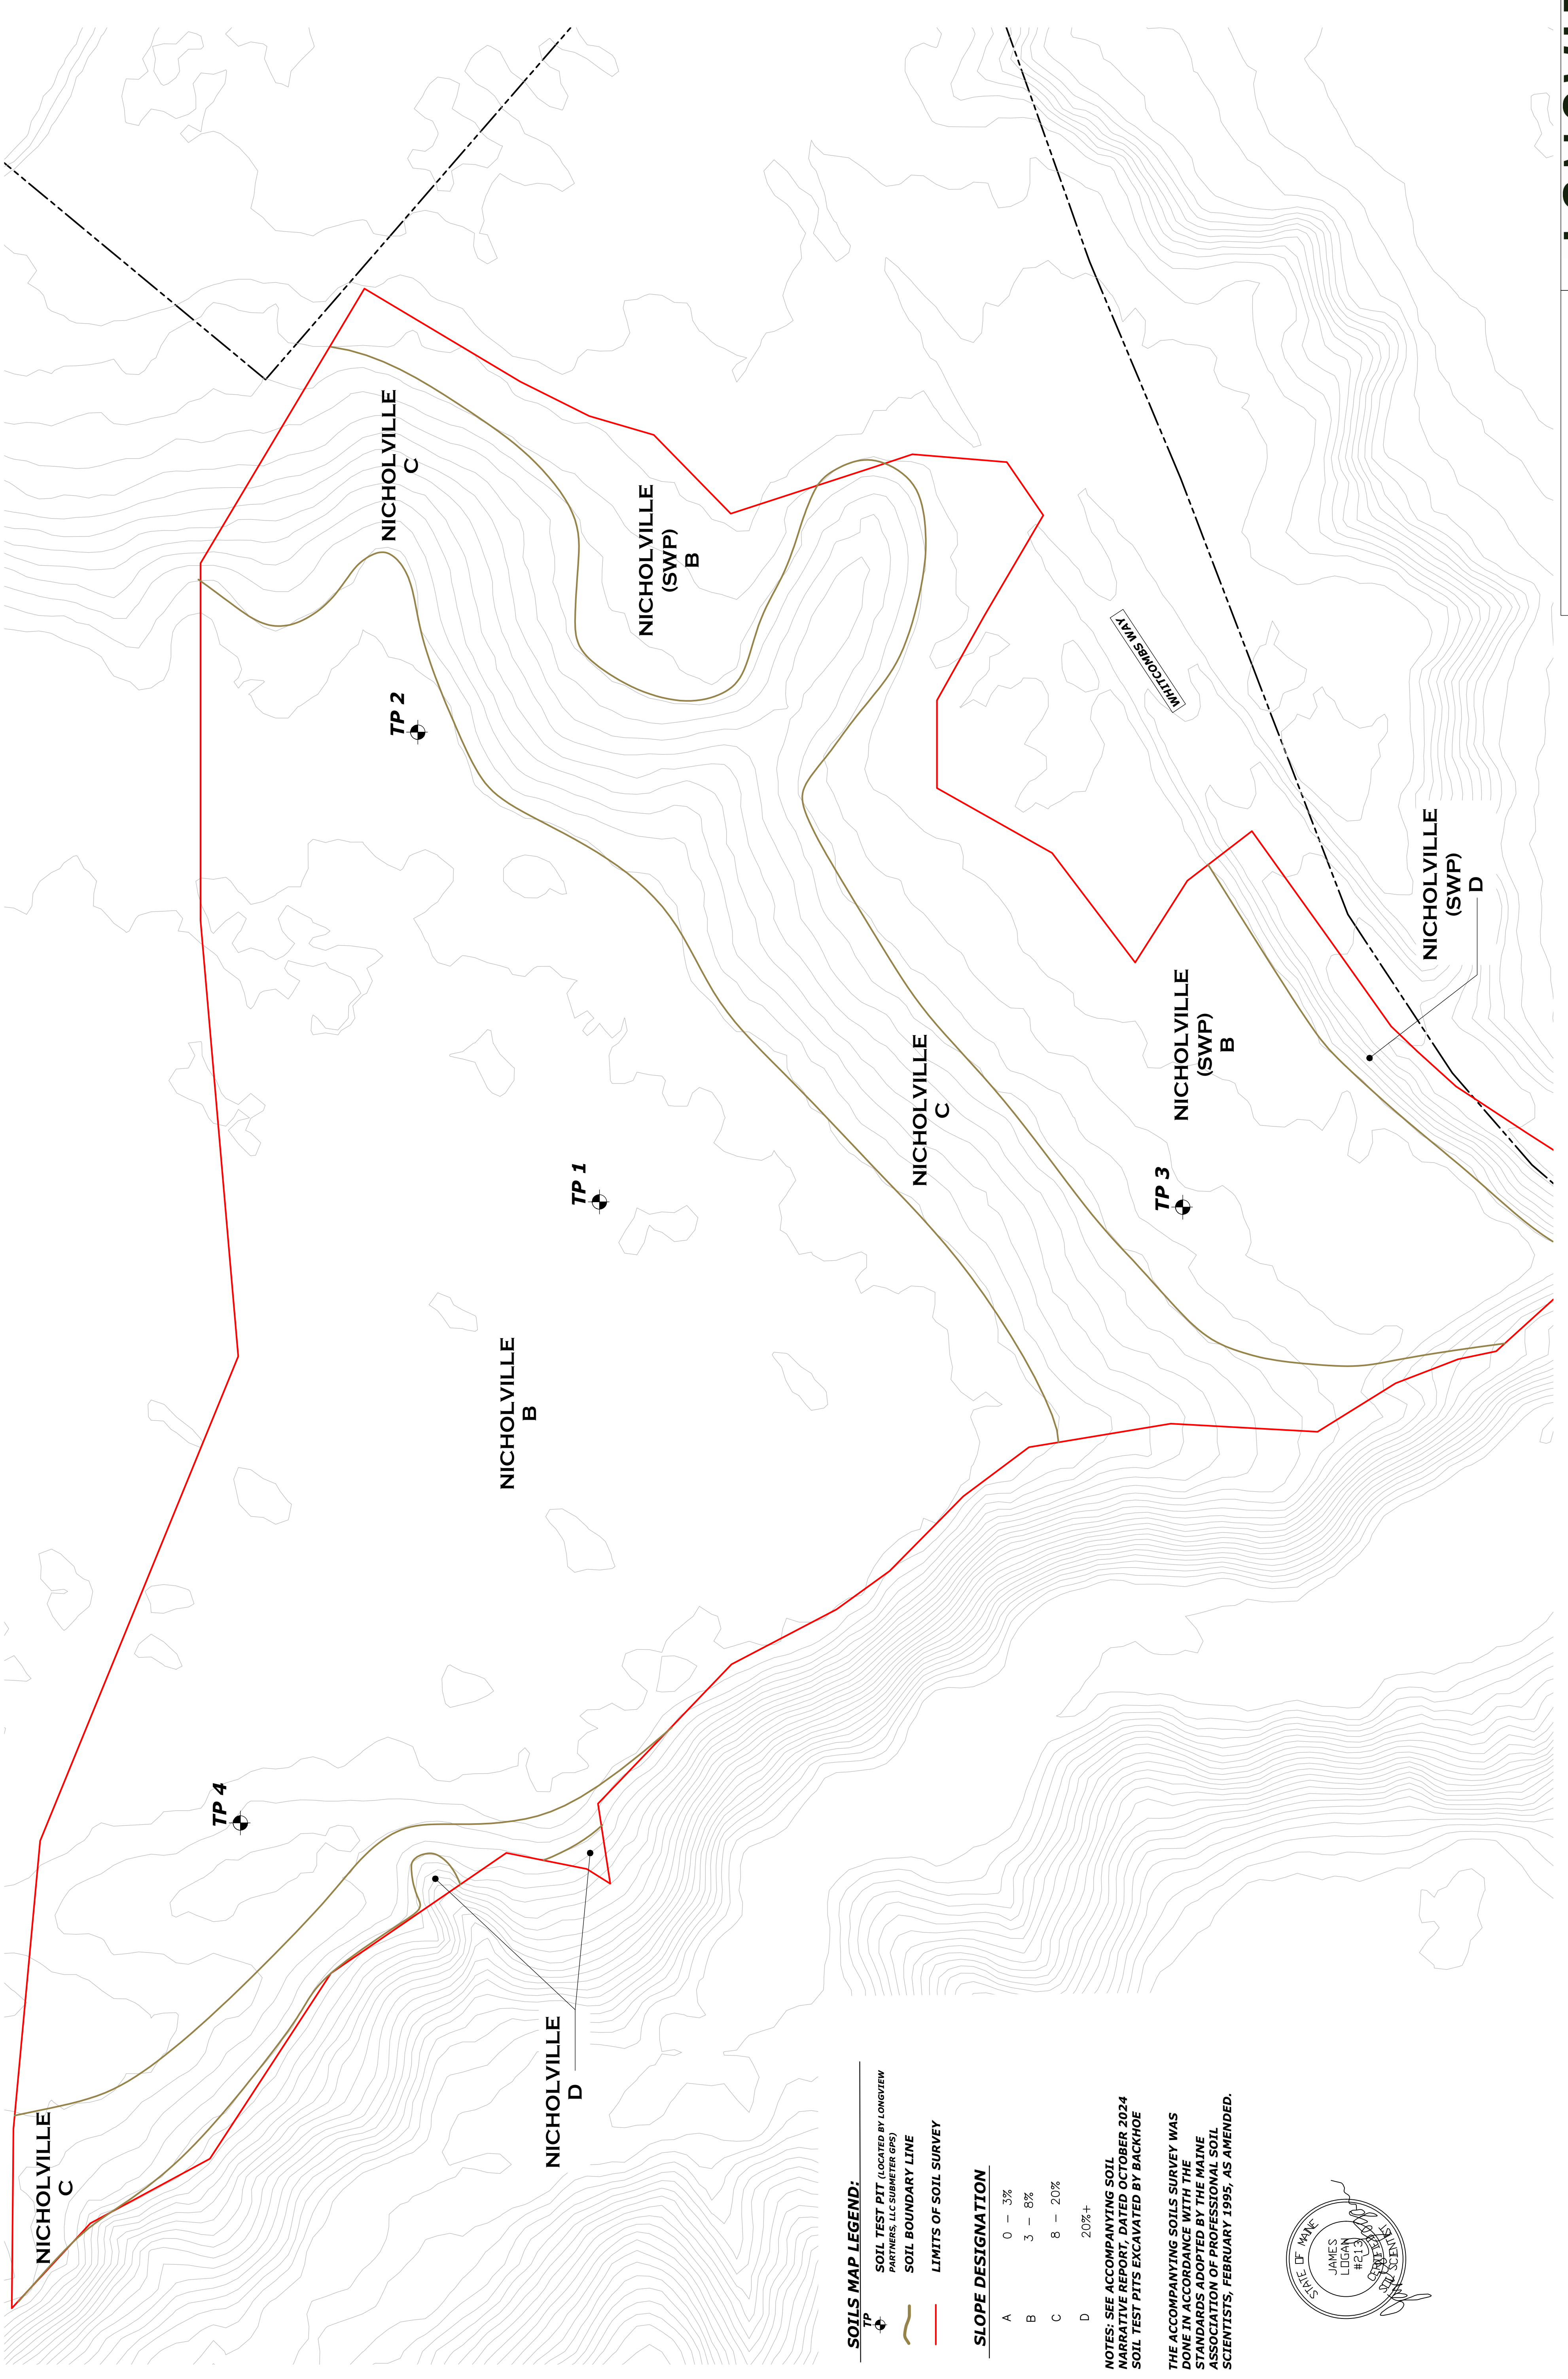 NICHOLVILLE
C
TP 4
NICHOLVILLE
D
NICHOLVILLE
B
TP 1
TP 2
NICHOLVILLE
C
NICHOLVILLE
(SWP)
B
NICHOLVILLE
C
TP 3
NICHOLVILLE
(SWP)
B
WHITCOMBS WAY
NICHOLVILLE
(SWP)
D
SOILS MAP LEGEND:
TP
SOIL TEST PIT (LOCATED BY LONGVIEW
PARTNERS, LLC SUBMETER GPS)
SOIL BOUNDARY LINE
LIMITS OF SOIL SURVEY
SLOPE DESIGNATION
A 0 – 3%
B 3 – 8%
C 8 – 20%
D 20%+
NOTES: SEE ACCOMPANYING SOIL
NARRATIVE REPORT, DATED OCTOBER 2024
SOIL TEST PITS EXCAVATED BY BACKHOE
THE ACCOMPANYING SOILS SURVEY WAS
DONE IN ACCORDANCE WITH THE
STANDARDS ADOPTED BY THE MAINE
ASSOCIATION OF PROFESSIONAL SOIL
SCIENTISTS, FEBRUARY 1995, AS AMENDED.
STATE OF MAINE
JAMES
LOGAN
#213
CERTIFIED
SOIL SCIENTIST